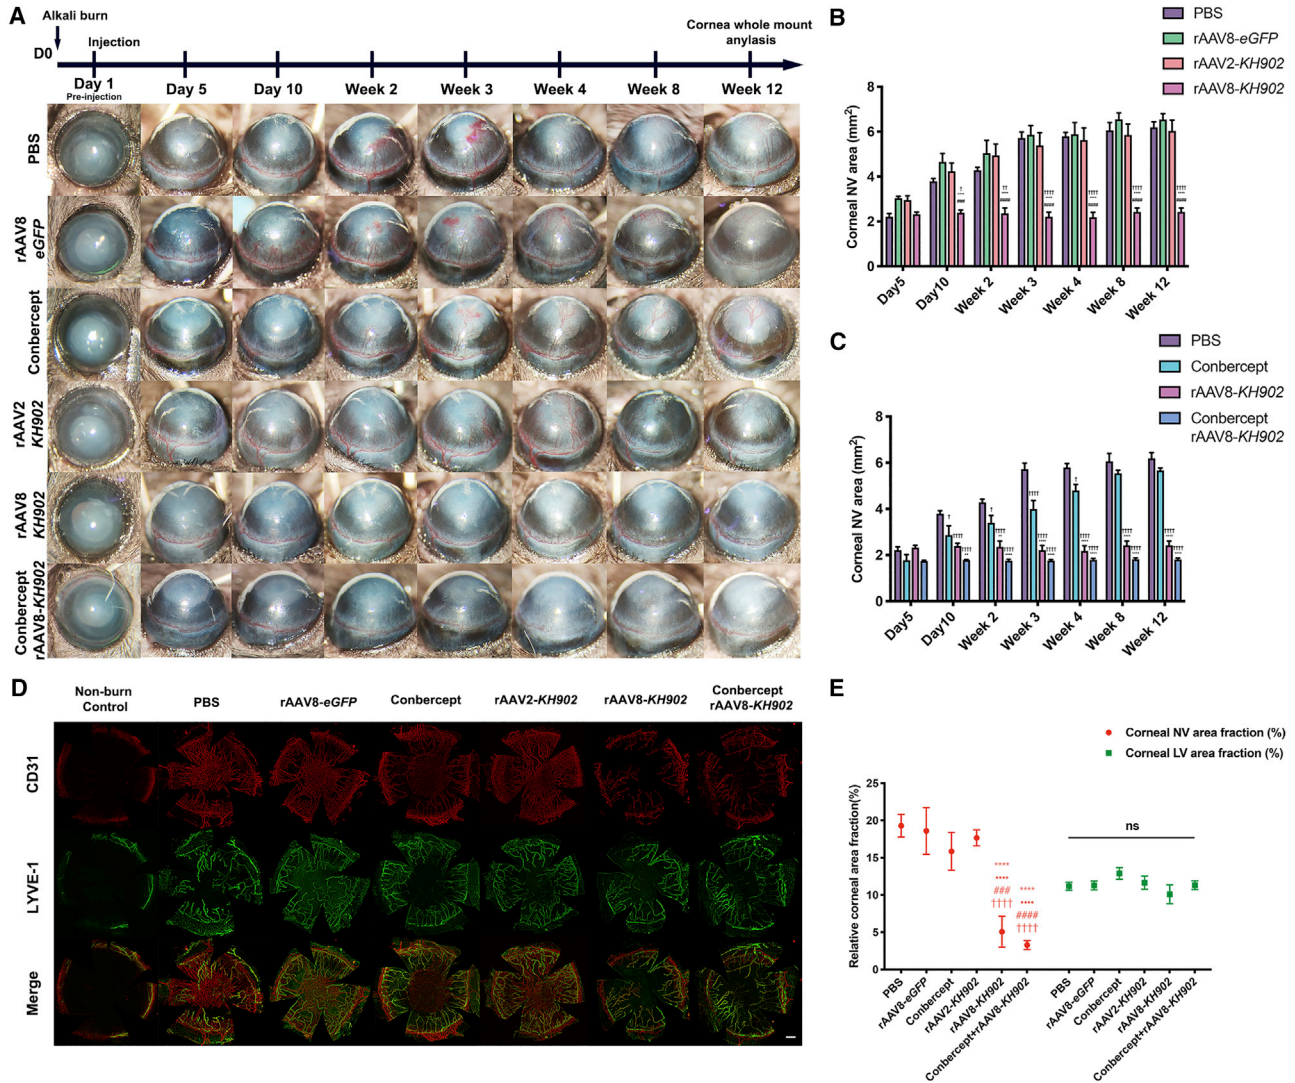 A
Alkali burn
D0
Injection
Cornea whole mount
anylasis
Day 1
Pre-injection
Day 5
Day 10
Week 2
Week 3
Week 4
Week 8
Week 12
PBS
rAAV8
eGFP
Conbercept
rAAV2
KH902
rAAV8
KH902
Conbercept
rAAV8-KH902
B
PBS
rAAV8-eGFP
rAAV2-KH902
rAAV8-KH902
Corneal NV area (mm2)
8
6
4
2
0
Day5
Day10
Week 2
Week 3
Week 4
Week 8
Week 12
C
PBS
Conbercept
rAAV8-KH902
Conbercept
rAAV8-KH902
Corneal NV area (mm2)
8
6
4
2
0
Day5
Day10
Week 2
Week 3
Week 4
Week 8
Week 12
D
Non-burn
Control
PBS
rAAV8-eGFP
Conbercept
rAAV2-KH902
rAAV8-KH902
Conbercept
rAAV8-KH902
CD31
LYVE-1
Merge
E
Corneal NV area fraction (%)
Corneal LV area fraction (%)
Relative corneal area fraction(%)
25
20
15
10
5
0
****
****
###
††††
****
****
####
††††
ns
PBS
rAAV8-eGFP
Conbercept
rAAV2-KH902
rAAV8-KH902
Conbercept+rAAV8-KH902
PBS
rAAV8-eGFP
Conbercept
rAAV2-KH902
rAAV8-KH902
Conbercept+rAAV8-KH902